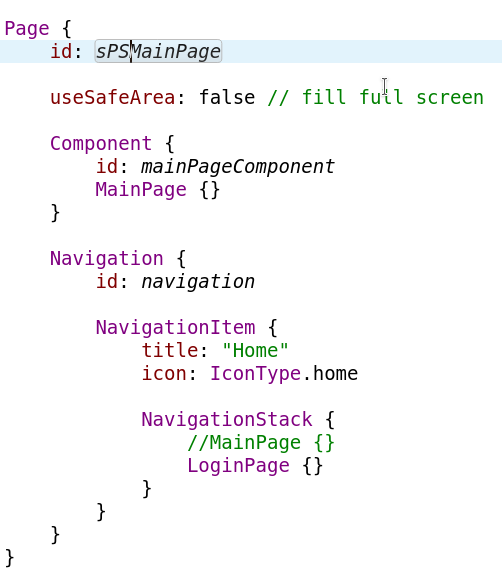 Page {
    id: sPSMainPage

    useSafeArea: false // fill full screen

    Component {
        id: mainPageComponent
        MainPage {}
    }

    Navigation {
        id: navigation

        NavigationItem {
            title: "Home"
            icon: IconType.home

            NavigationStack {
                //MainPage {}
                LoginPage {}
            }
        }
    }
}